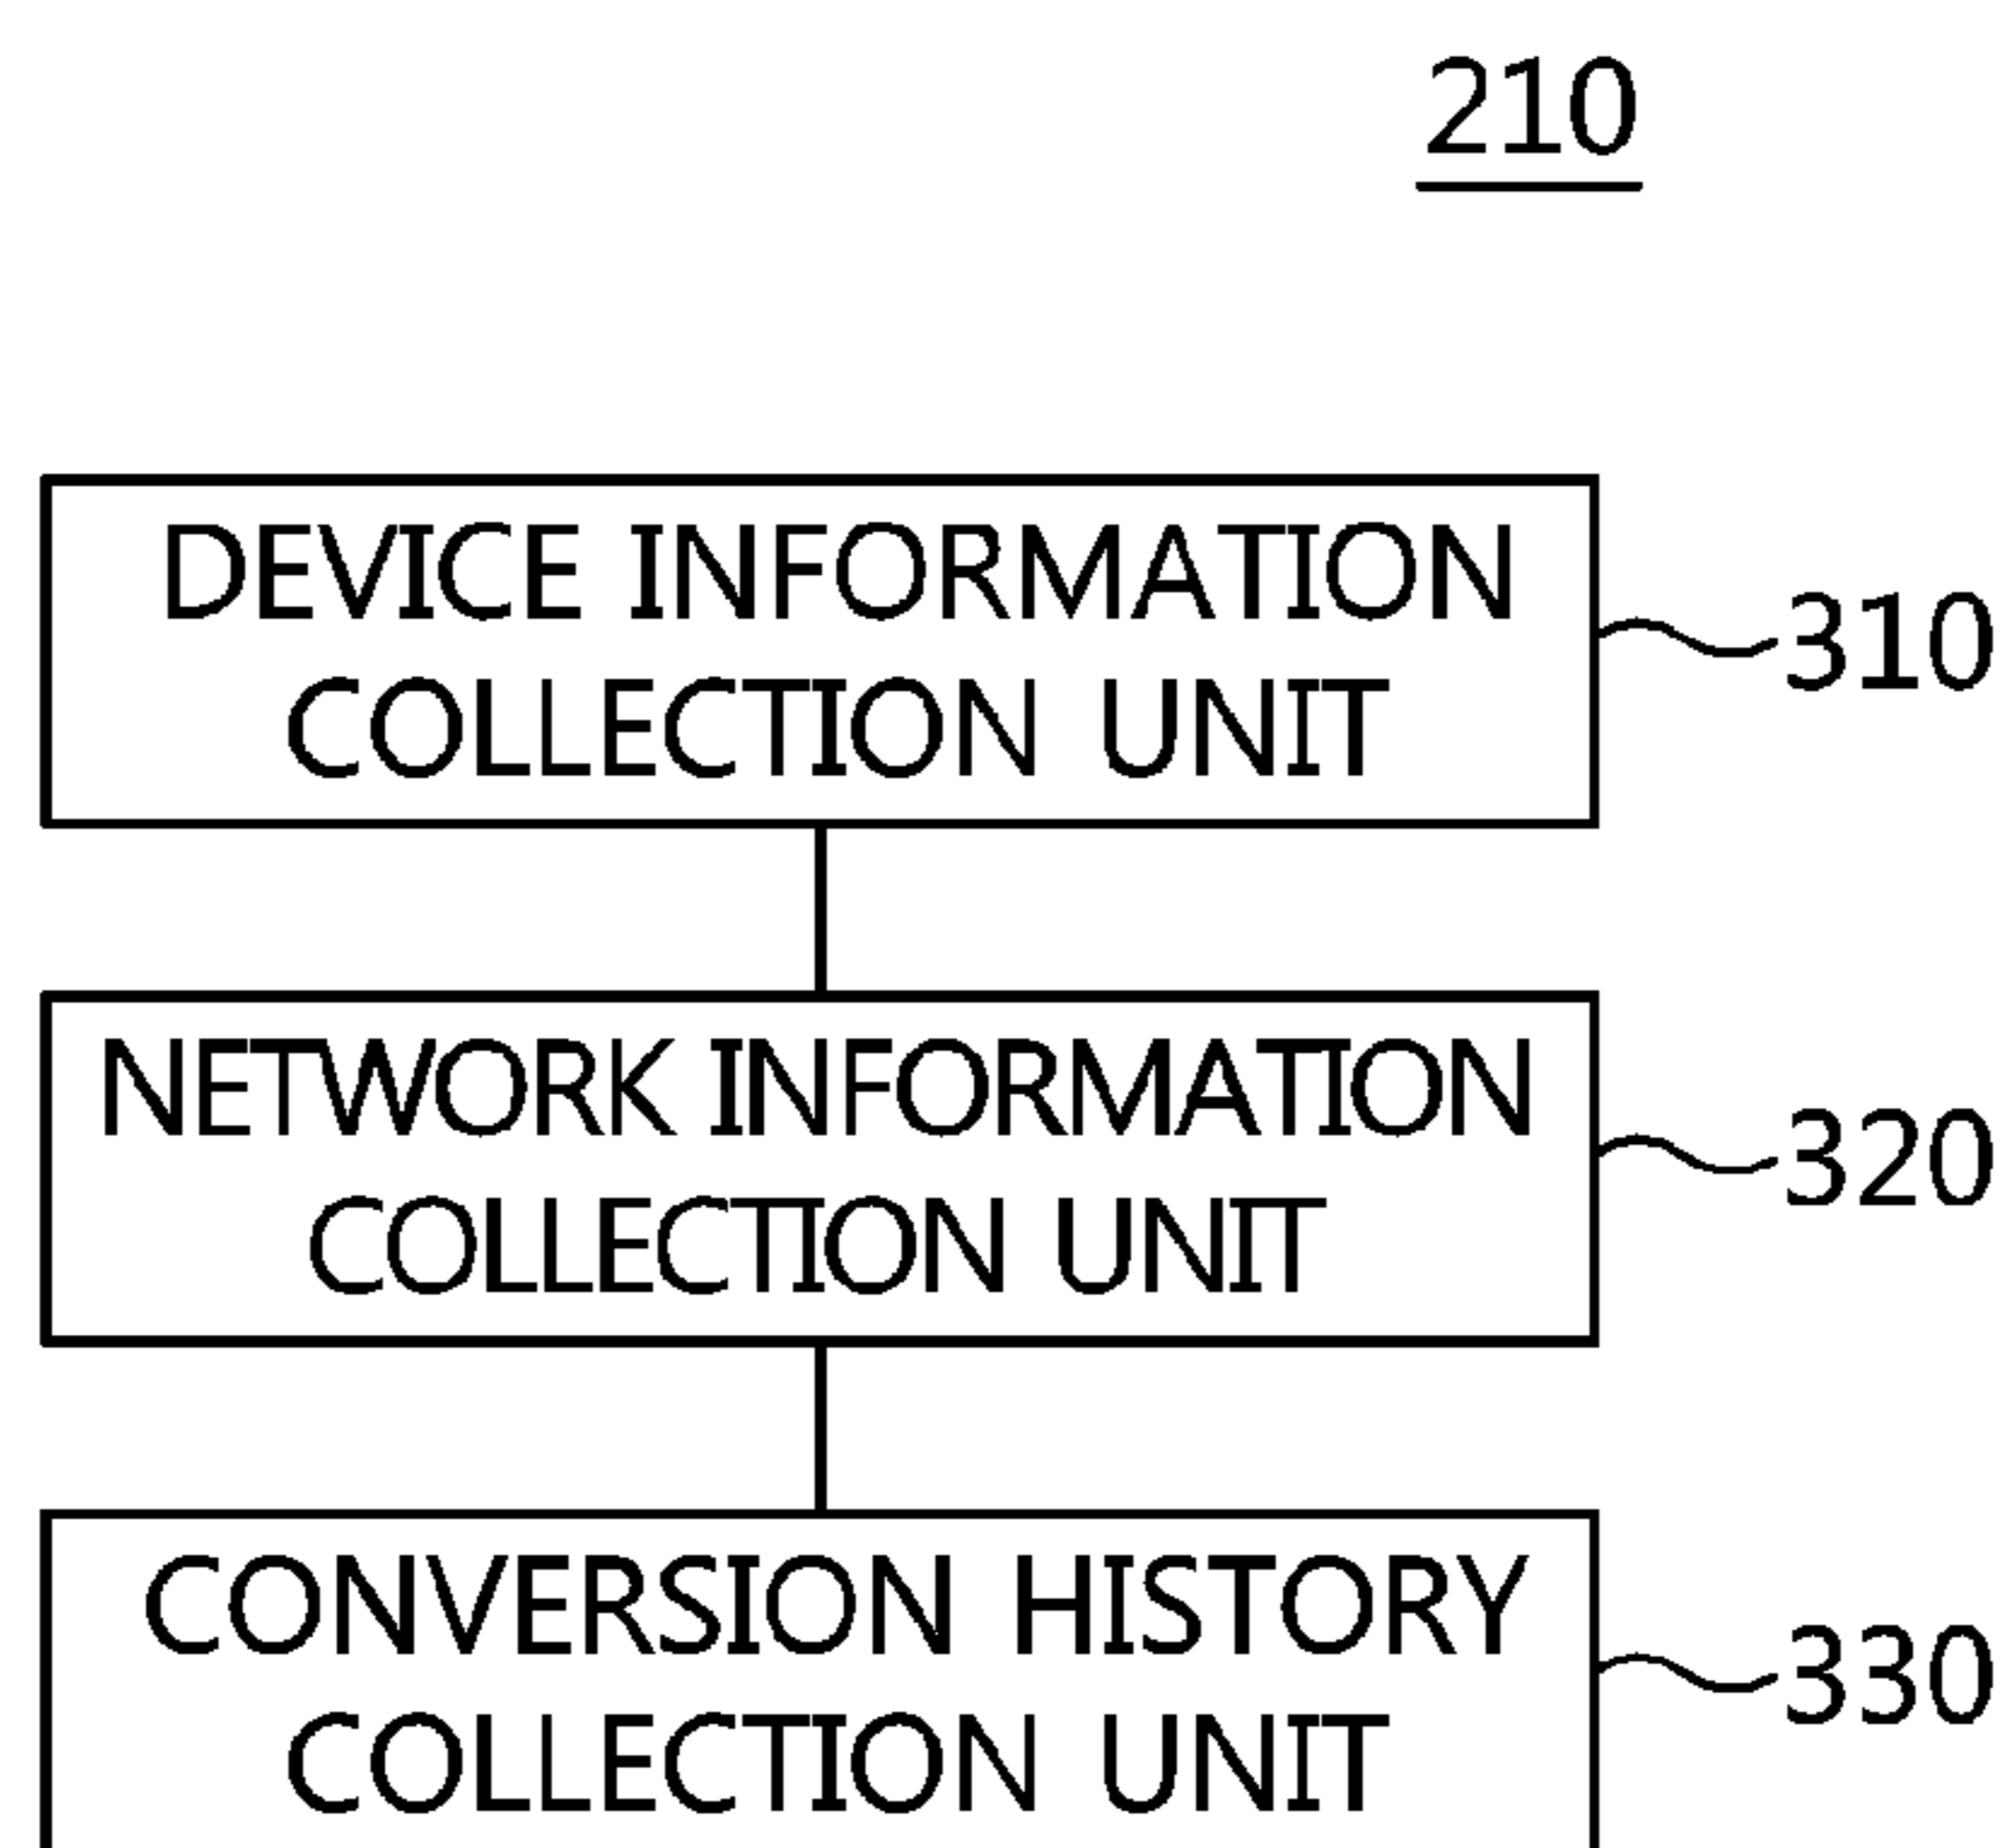 210
DEVICE INFORMATION
COLLECTION UNIT
310
NETWORK INFORMATION
COLLECTION UNIT
320
CONVERSION HISTORY
COLLECTION UNIT
330